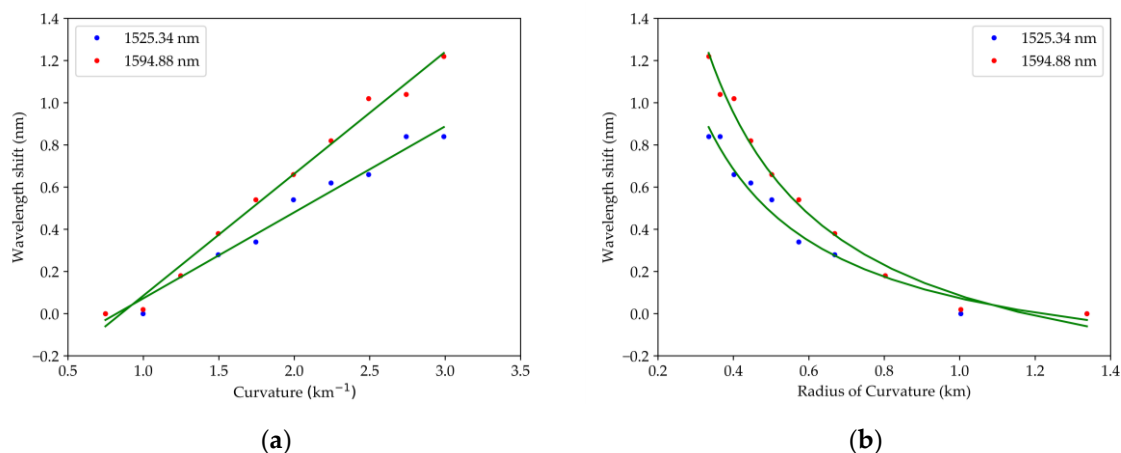 1.4
1.2
1.0
0.8
0.6
0.4
0.2
0.0
−0.2
Wavelength shift (nm)
1525.34 nm
1594.88 nm
0.5 1.0 1.5 2.0 2.5 3.0 3.5
Curvature (km⁻¹)
(a)
1.4
1.2
1.0
0.8
0.6
0.4
0.2
0.0
−0.2
Wavelength shift (nm)
1525.34 nm
1594.88 nm
0.2 0.4 0.6 0.8 1.0 1.2 1.4
Radius of Curvature (km)
(b)